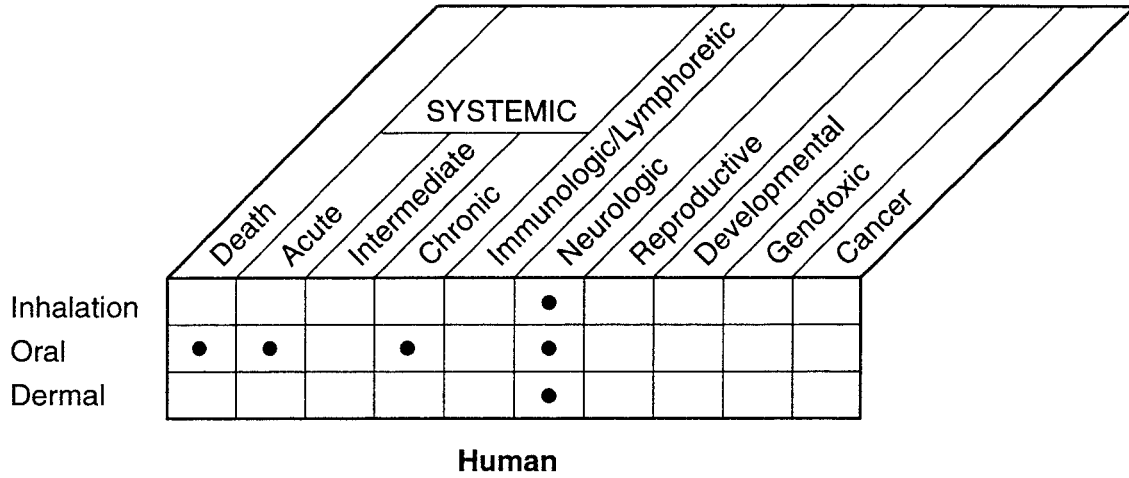 SYSTEMIC
Death
Acute
Intermediate
Chronic
Immunologic/Lymphoretic
Neurologic
Reproductive
Developmental
Genotoxic
Cancer
Inhalation
Oral
Dermal
Human